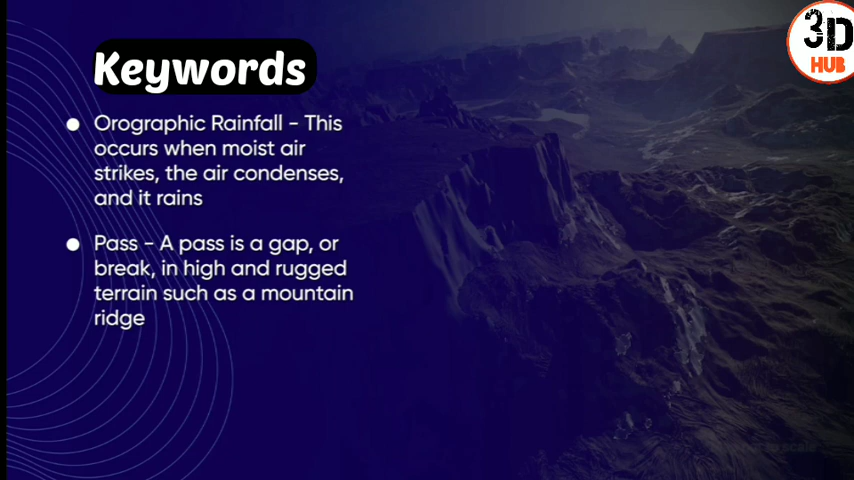 3D
HUB
Keywords
Orographic Rainfall - This
occurs when moist air
strikes, the air condenses,
and it rains
Pass - A pass is a gap, or
break, in high and rugged
terrain such as a mountain
ridge